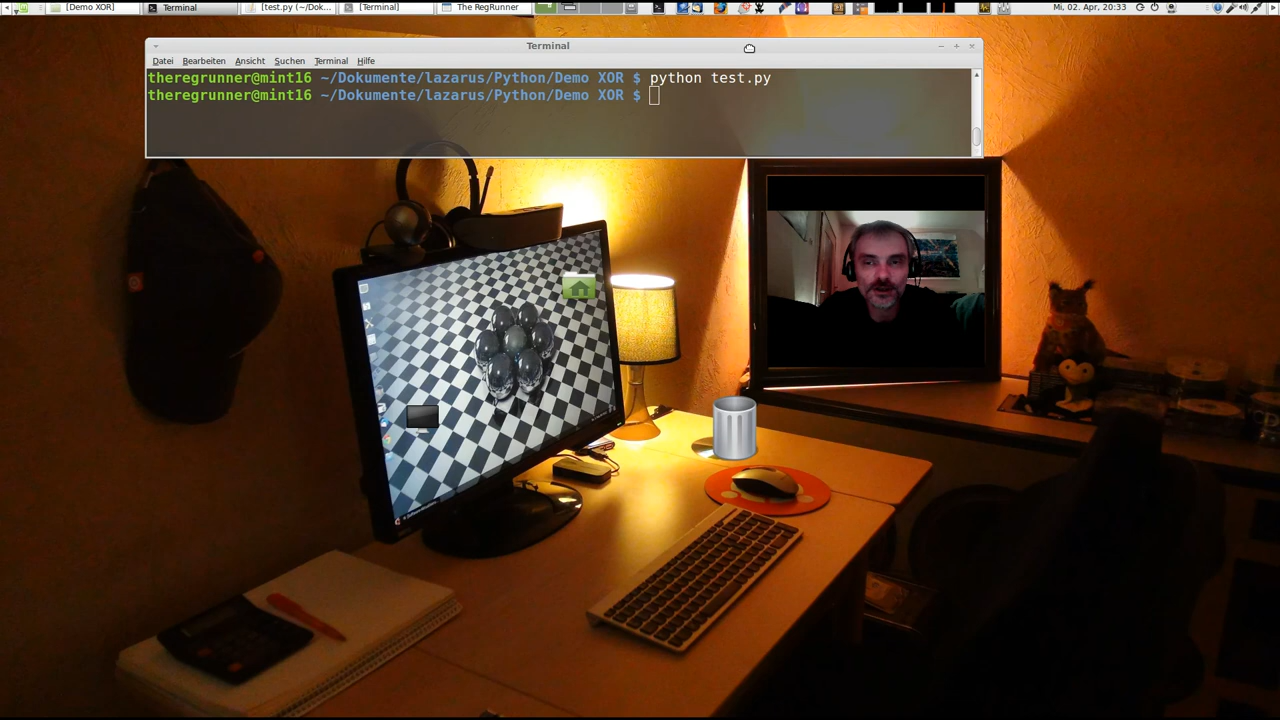 [Demo XOR]
Terminal
[test.py (~/Dok...
[Terminal]
The RegRunner
Mi, 02. Apr, 20:33
Terminal
Datei Bearbeiten Ansicht Suchen Terminal Hilfe
theregrunner@mint16 ~/Dokumente/lazarus/Python/Demo XOR $ python test.py
theregrunner@mint16 ~/Dokumente/lazarus/Python/Demo XOR $